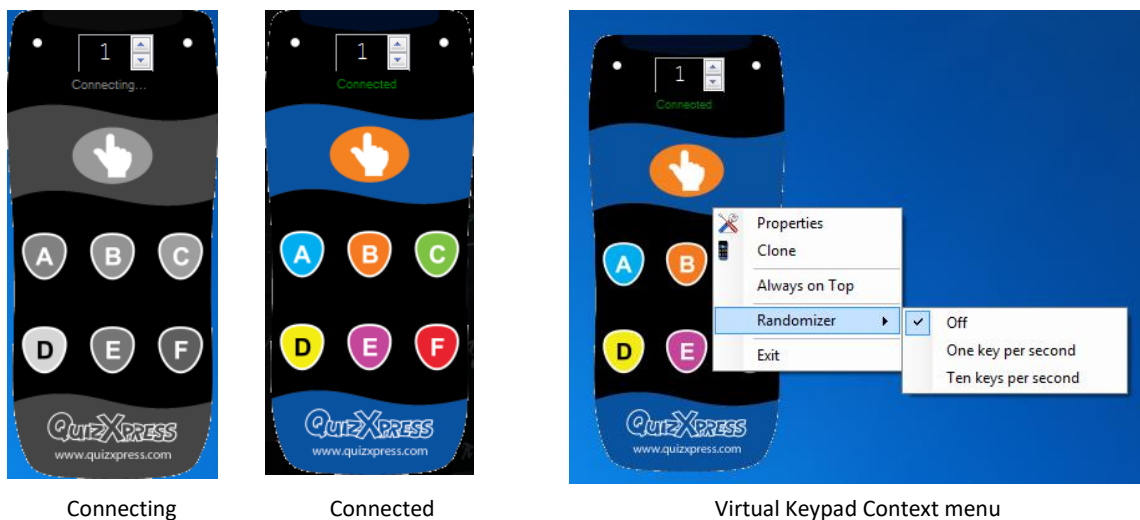 1
Connecting...
A B C
D E F
QUIZXPRESS
www.quizxpress.com
Connecting
1
Connected
A B C
D E F
QUIZXPRESS
www.quizxpress.com
Connected
1
Connected
A B
D E
QUIZXPRESS
www.quizxpress.com
Properties
Clone
Always on Top
Randomizer
Exit
Off
One key per second
Ten keys per second
Virtual Keypad Context menu